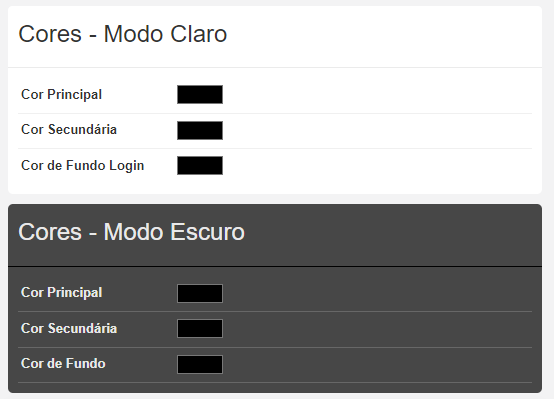 Cores - Modo Claro
Cor Principal
Cor Secundária
Cor de Fundo Login
Cores - Modo Escuro
Cor Principal
Cor Secundária
Cor de Fundo